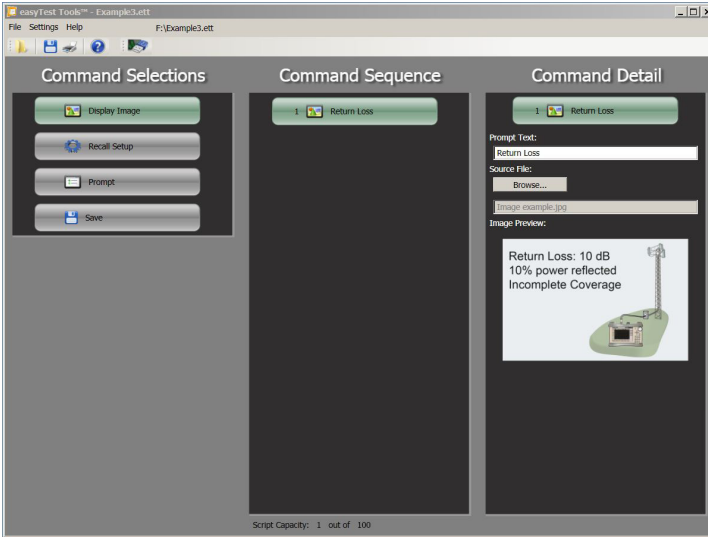 easyTest Tools™ - Example3.ett
File Settings Help F:\Example3.ett
Command Selections
Display Image
Recall Setup
Prompt
Save
Command Sequence
1 Return Loss
Script Capacity: 1 out of 100
Command Detail
1 Return Loss
Prompt Text:
Return Loss
Source File:
Browse...
Image example.jpg
Image Preview:
Return Loss: 10 dB
10% power reflected
Incomplete Coverage